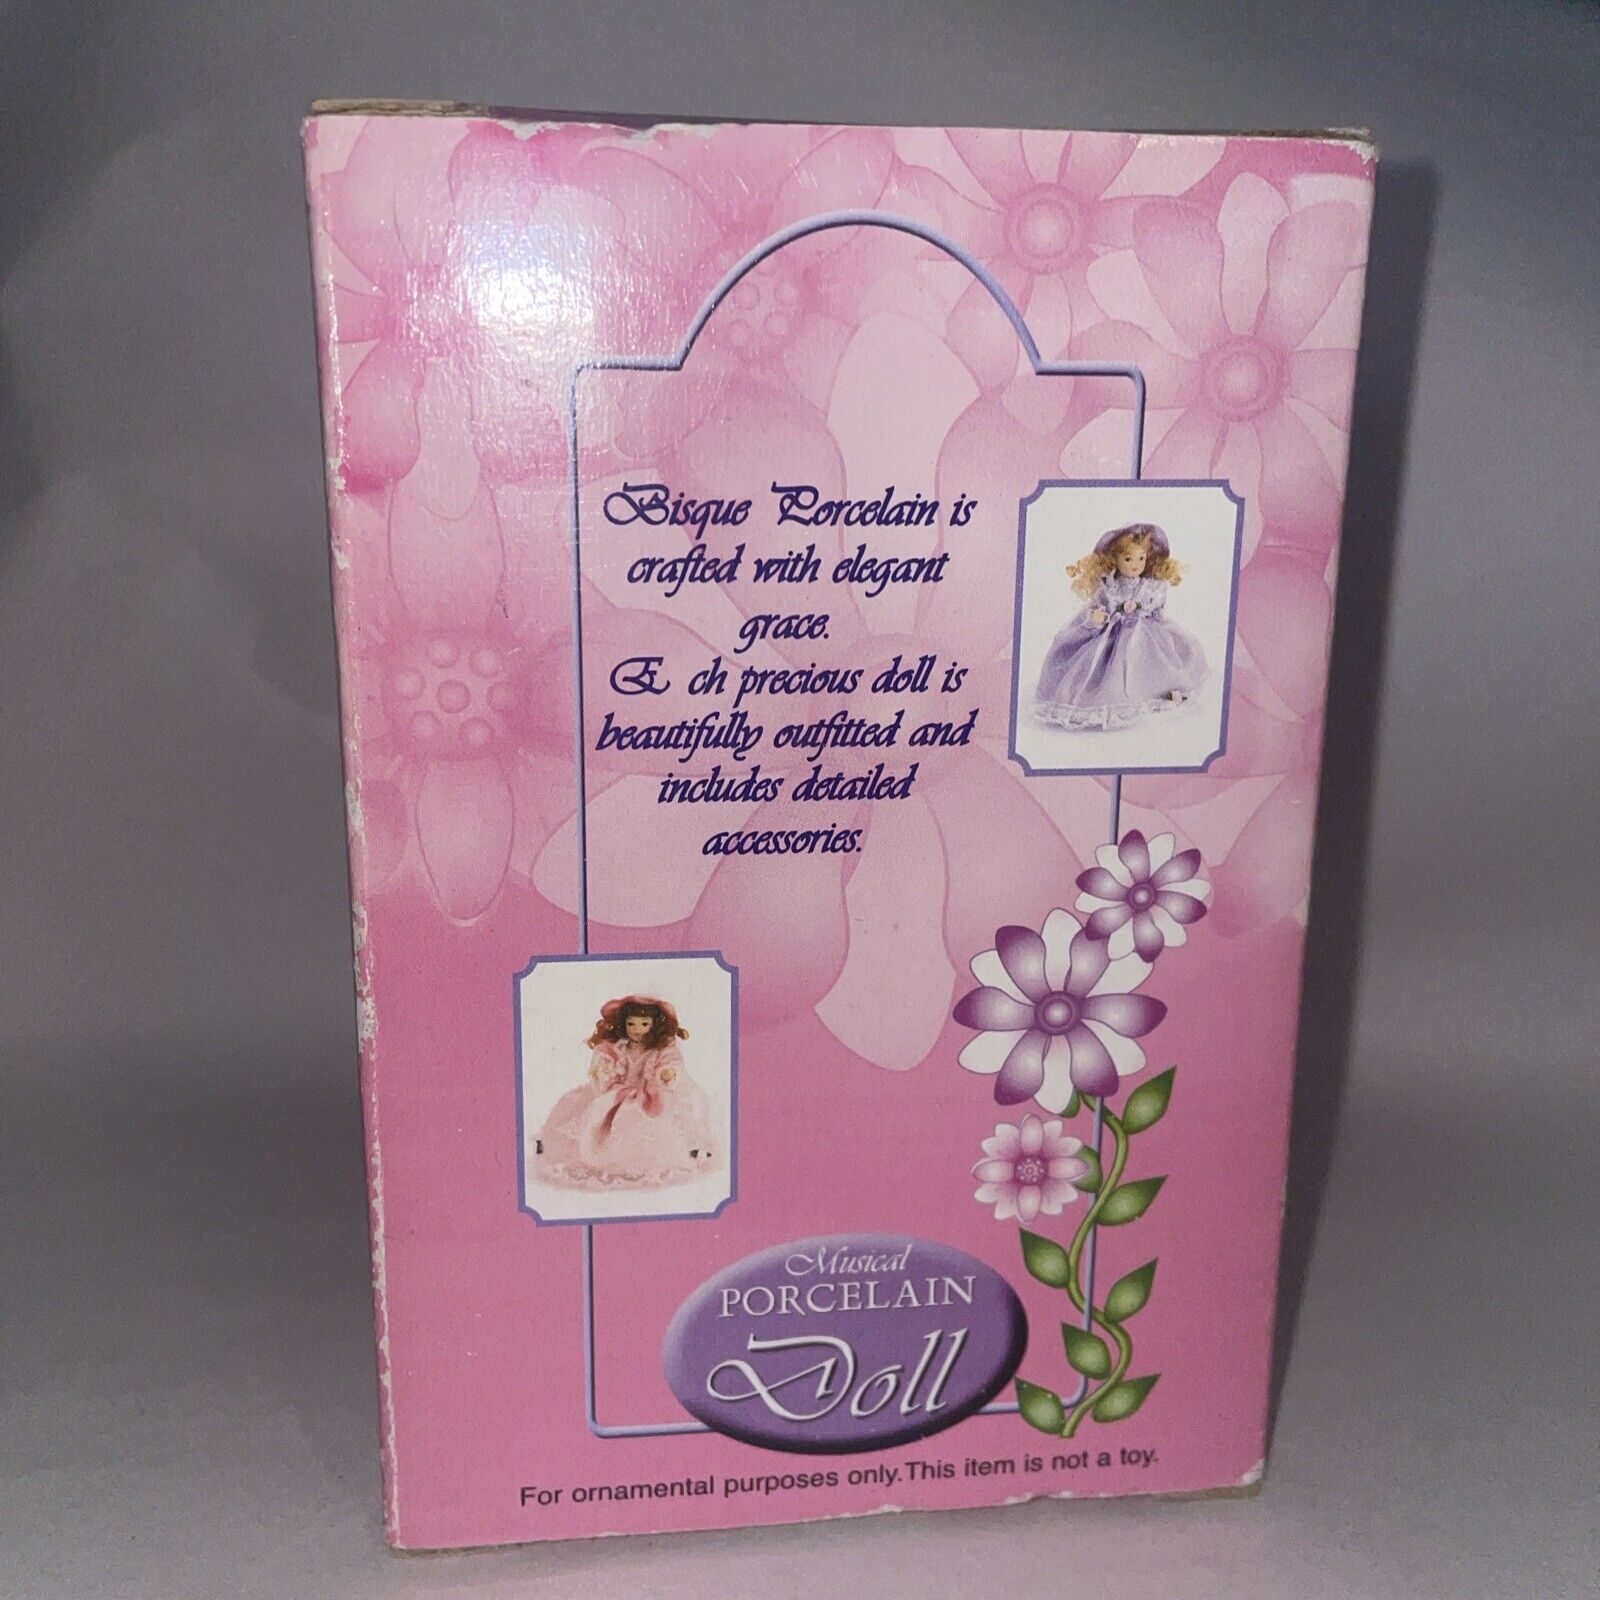 Bisque Porcelain is
crafted with elegant
grace.
E ch precious doll is
beautifully outfitted and
includes detailed
accessories.
Musical
PORCELAIN
Doll
For ornamental purposes only.This item is not a toy.